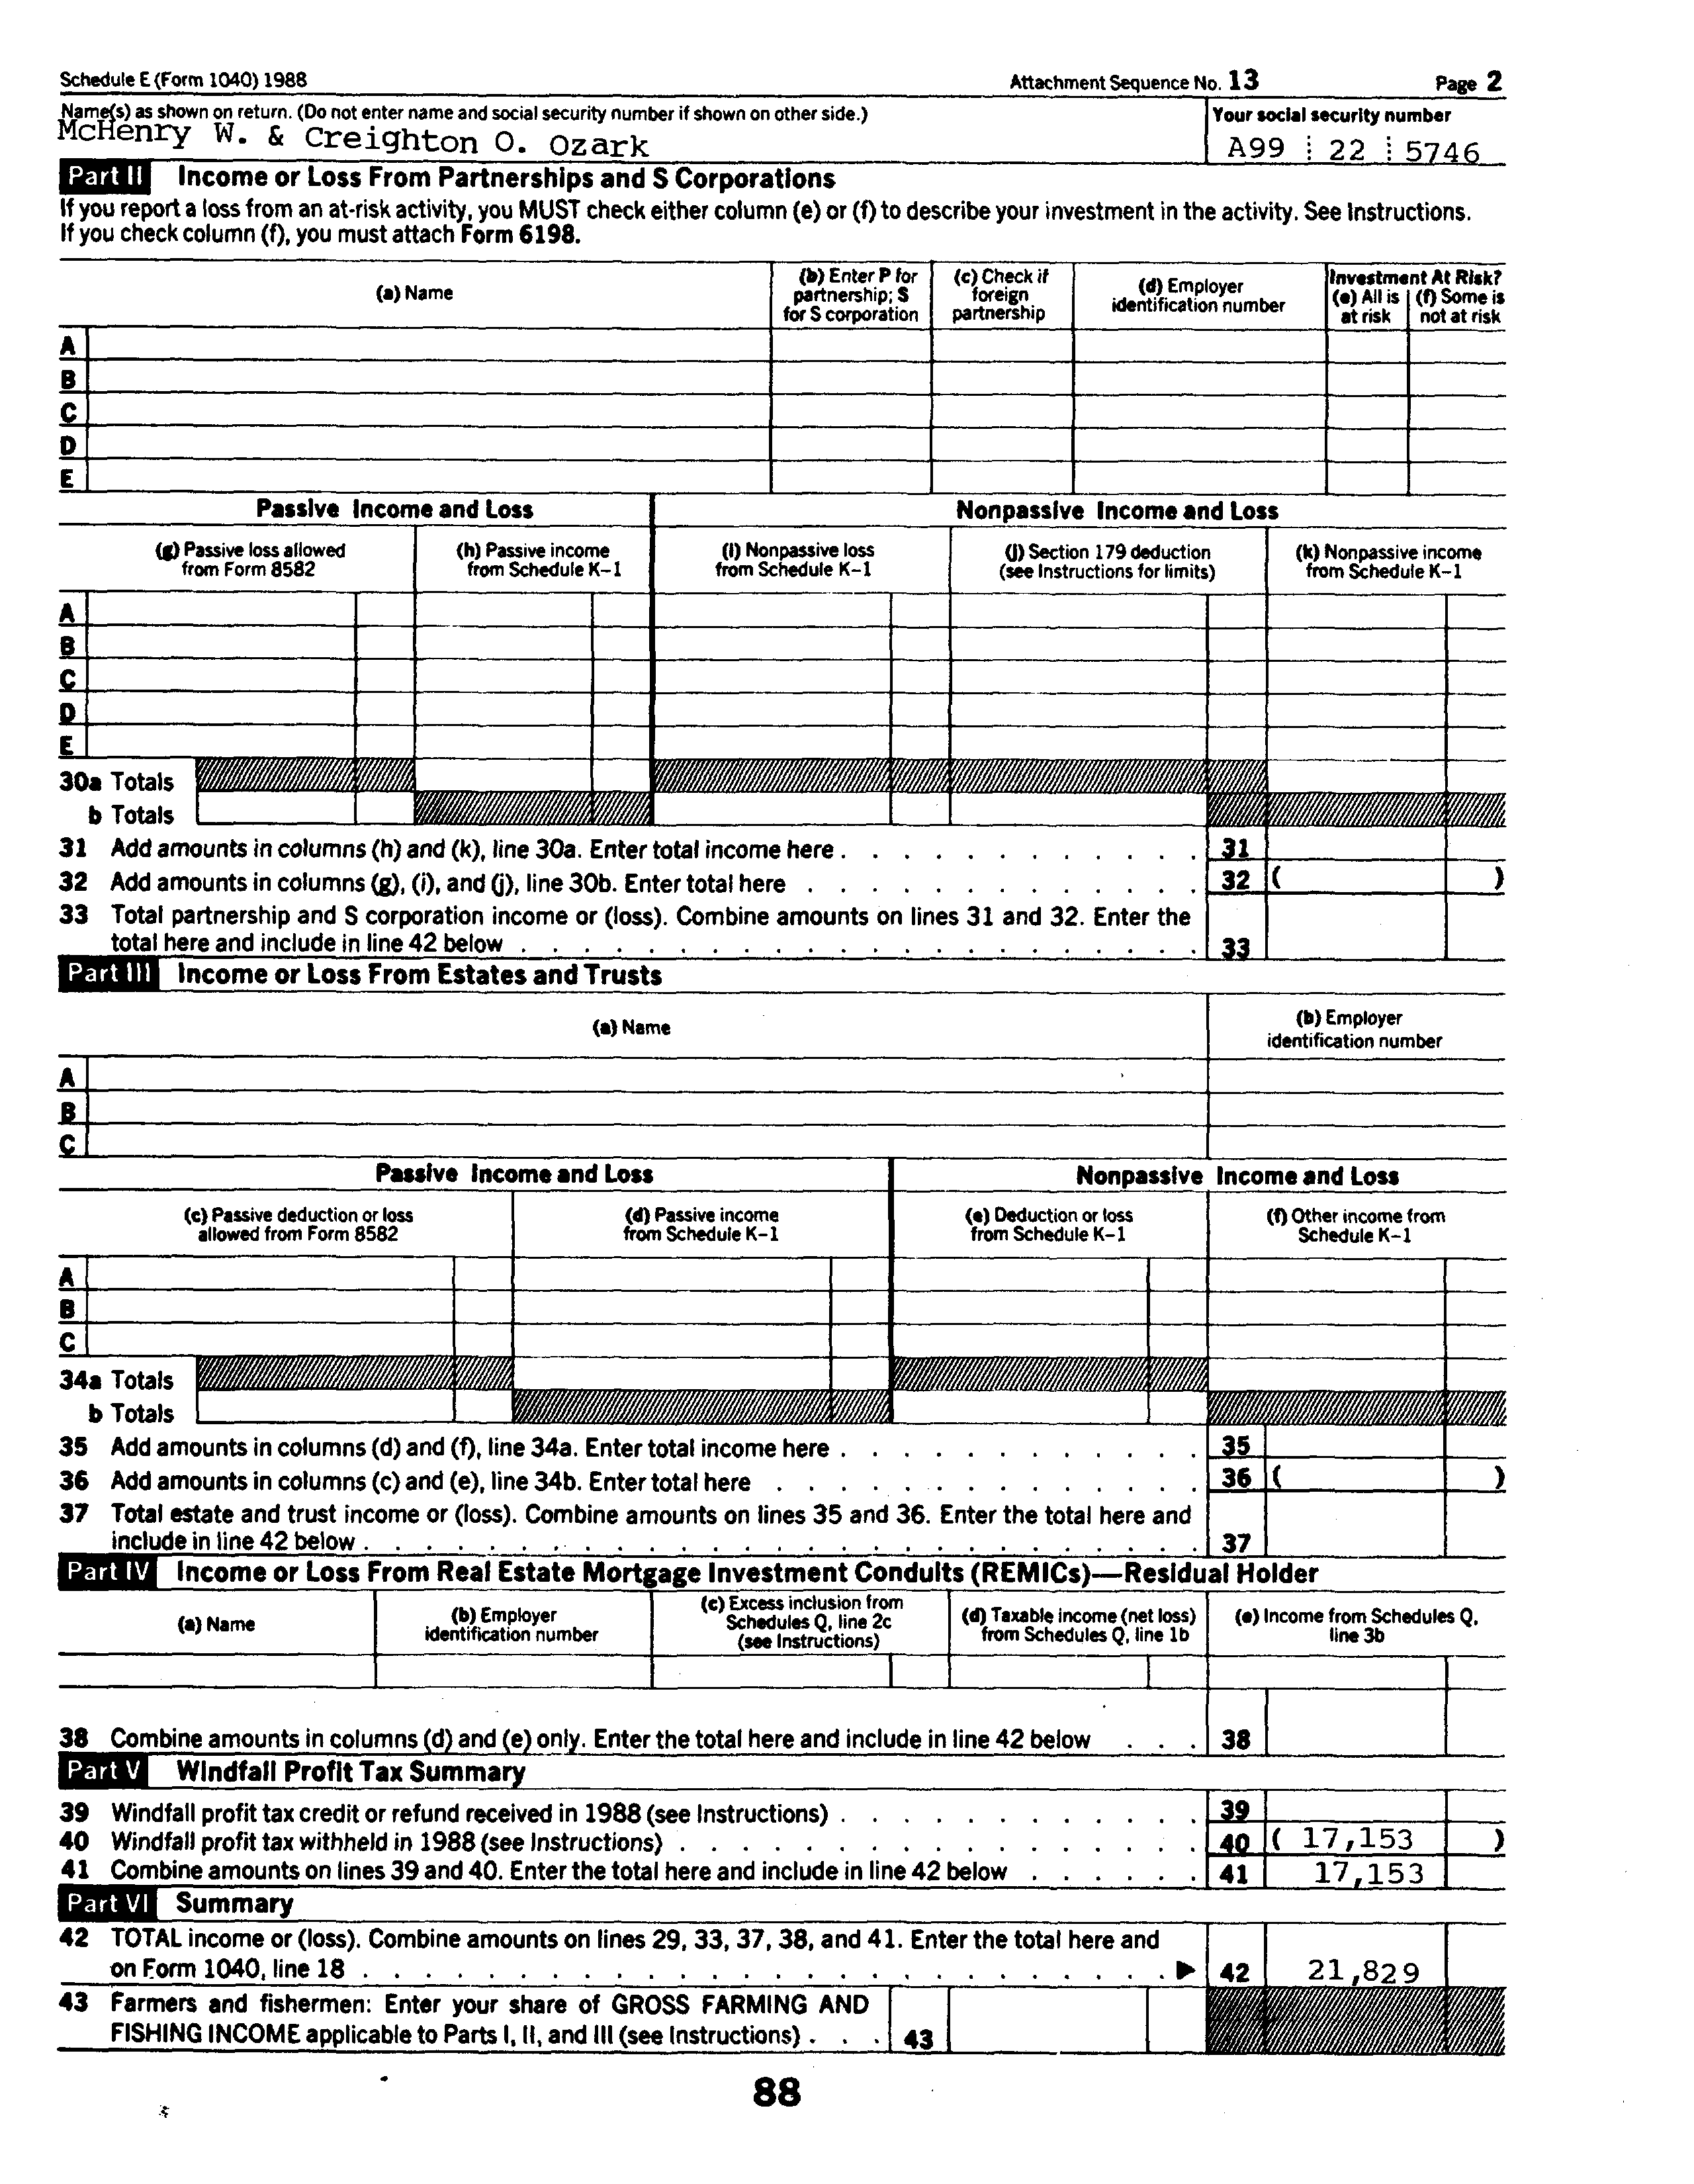 Schedule E (Form 1040) 1988 Attachment Sequence No. 13 Page 2
Name(s) as shown on return. (Do not enter name and social security number if shown on other side.) Your social security number
McHenry W. & Creighton O. Ozark A99 22 5746
Part II Income or Loss From Partnerships and S Corporations
If you report a loss from an at-risk activity, you MUST check either column (e) or (f) to describe your investment in the activity. See Instructions.
If you check column (f), you must attach Form 6198.
(a) Name
(b) Enter P for
partnership; S
for S corporation
(c) Check if
foreign
partnership
(d) Employer
identification number
Investment At Risk?
(e) All is
at risk
(f) Some is
not at risk
A
B
C
D
E
Passive Income and Loss Nonpassive Income and Loss
(g) Passive loss allowed
from Form 8582
(h) Passive income
from Schedule K–1
(i) Nonpassive loss
from Schedule K–1
(j) Section 179 deduction
(see Instructions for limits)
(k) Nonpassive income
from Schedule K–1
A
B
C
D
E
30a Totals
b Totals
31 Add amounts in columns (h) and (k), line 30a. Enter total income here . . . . . . . . . . . . 31
32 Add amounts in columns (g), (i), and (j), line 30b. Enter total here . . . . . . . . . . . . . 32 ( )
33 Total partnership and S corporation income or (loss). Combine amounts on lines 31 and 32. Enter the
total here and include in line 42 below . . . . . . . . . . . . . . . . . . . . . . 33
Part III Income or Loss From Estates and Trusts
(a) Name
(b) Employer
identification number
A
B
C
Passive Income and Loss Nonpassive Income and Loss
(c) Passive deduction or loss
allowed from Form 8582
(d) Passive income
from Schedule K–1
(e) Deduction or loss
from Schedule K–1
(f) Other income from
Schedule K–1
A
B
C
34a Totals
b Totals
35 Add amounts in columns (d) and (f), line 34a. Enter total income here . . . . . . . . . . . . 35
36 Add amounts in columns (c) and (e), line 34b. Enter total here . . . . . . . . . . . . . . 36 ( )
37 Total estate and trust income or (loss). Combine amounts on lines 35 and 36. Enter the total here and
include in line 42 below . . . . . . . . . . . . . . . . . . . . . . . . . . . 37
Part IV Income or Loss From Real Estate Mortgage Investment Conduits (REMICs)—Residual Holder
(a) Name
(b) Employer
identification number
(c) Excess inclusion from
Schedules Q, line 2c
(see Instructions)
(d) Taxable income (net loss)
from Schedules Q, line 1b
(e) Income from Schedules Q,
line 3b
38 Combine amounts in columns (d) and (e) only. Enter the total here and include in line 42 below . . . 38
Part V Windfall Profit Tax Summary
39 Windfall profit tax credit or refund received in 1988 (see Instructions) . . . . . . . . . . . . 39
40 Windfall profit tax withheld in 1988 (see Instructions) . . . . . . . . . . . . . . . . . 40 ( 17,153 )
41 Combine amounts on lines 39 and 40. Enter the total here and include in line 42 below . . . . . . 41 17,153
Part VI Summary
42 TOTAL income or (loss). Combine amounts on lines 29, 33, 37, 38, and 41. Enter the total here and
on Form 1040, line 18 . . . . . . . . . . . . . . . . . . . . . . . . . . ▶ 42 21,829
43 Farmers and fishermen: Enter your share of GROSS FARMING AND
FISHING INCOME applicable to Parts I, II, and III (see Instructions) . . . 43
88